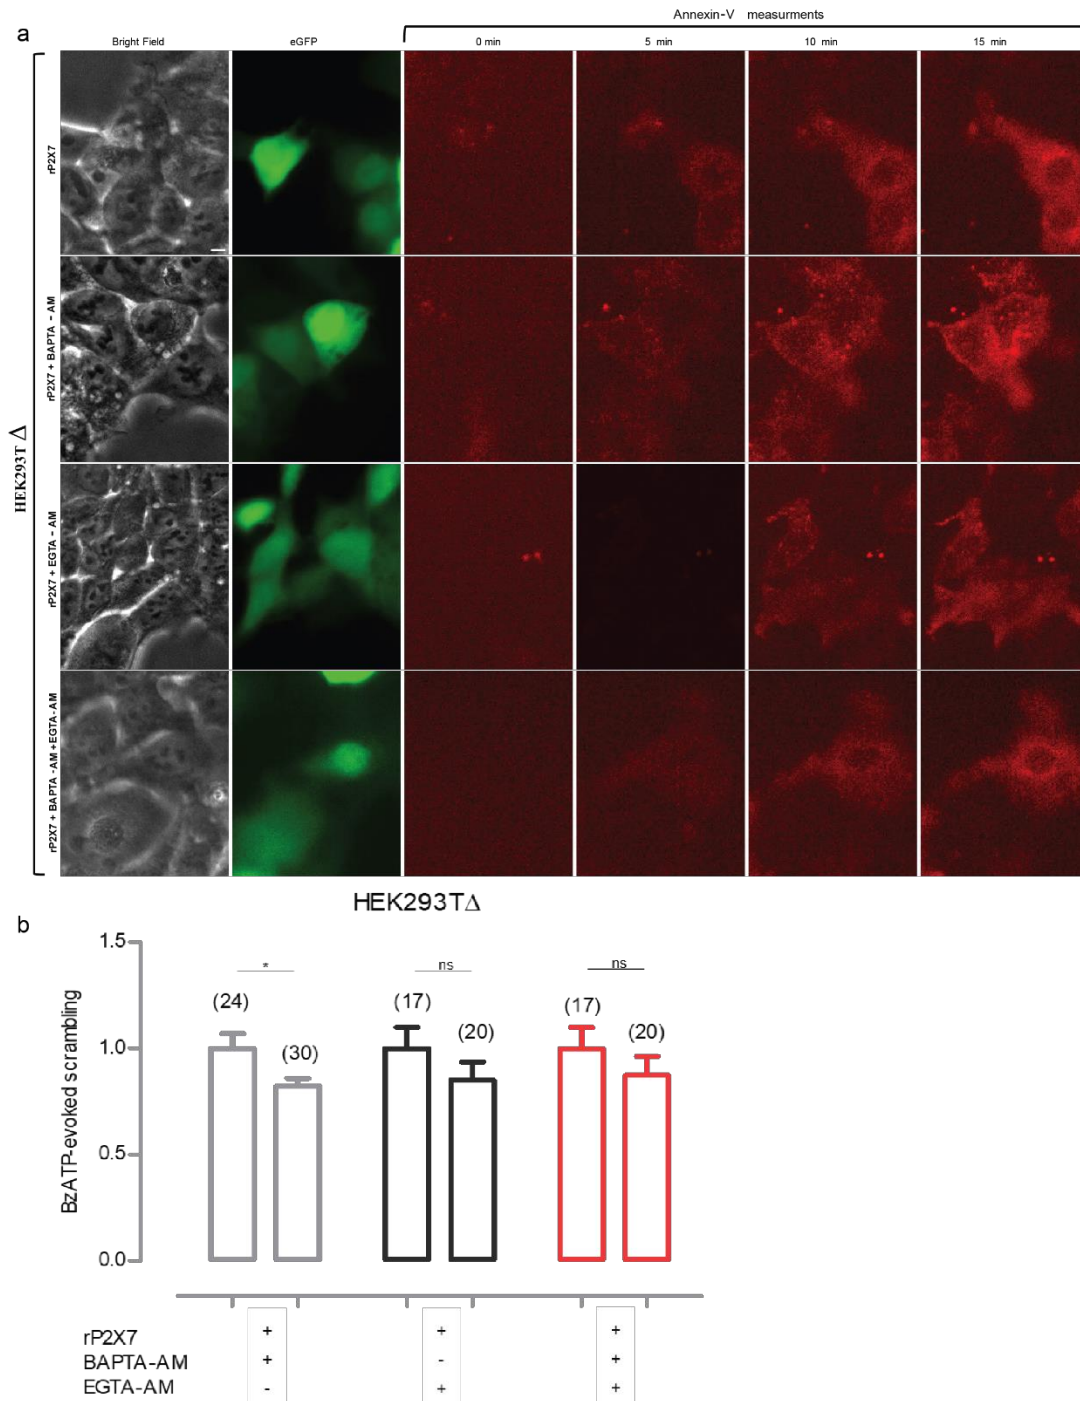 Annexin-V measurments
a
Bright Field eGFP 0 min 5 min 10 min 15 min
HEK293T Δ
rP2X7
rP2X7 + BAPTA - AM
rP2X7 + EGTA - AM
rP2X7 + BAPTA -AM +EGTA-AM
HEK293TΔ
b
BzATP-evoked scrambling
1.5
1.0
0.5
0.0
* ns ns
(24) (30) (17) (20) (17) (20)
rP2X7 + + +
BAPTA-AM + - +
EGTA-AM - + +